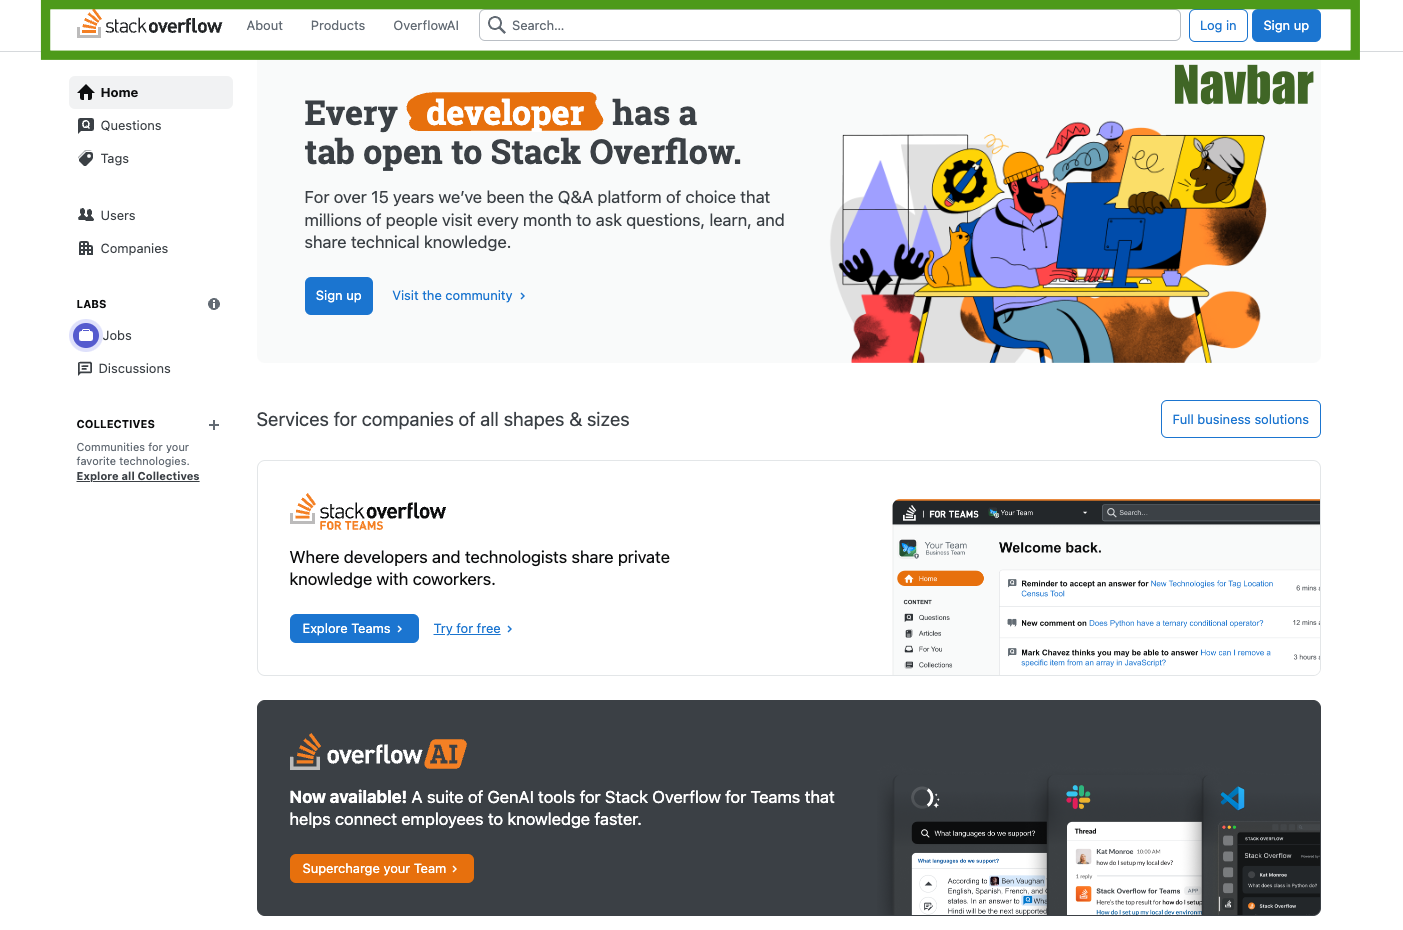 stackoverflow About Products OverflowAI Search... Log in Sign up
Navbar
Home
Questions
Tags
Users
Companies
LABS
Jobs
Discussions
COLLECTIVES
Communities for your
favorite technologies.
Explore all Collectives
Every developer has a
tab open to Stack Overflow.
For over 15 years we’ve been the Q&A platform of choice that
millions of people visit every month to ask questions, learn, and
share technical knowledge.
Sign up Visit the community
Services for companies of all shapes & sizes
Full business solutions
stackoverflow
FOR TEAMS
Where developers and technologists share private
knowledge with coworkers.
Explore Teams Try for free
FOR TEAMS Your Team Search...
Your Team
Business Team
Home
CONTENT
Questions
Articles
For You
Collections
Welcome back.
Reminder to accept an answer for New Technologies for Tag Location
Census Tool
6 mins
New comment on Does Python have a ternary conditional operator?
12 mins
Mark Chavez thinks you may be able to answer How can I remove a
specific item from an array in JavaScript?
3 hours
overflow AI
Now available! A suite of GenAI tools for Stack Overflow for Teams that
helps connect employees to knowledge faster.
Supercharge your Team
What languages do we support?
What languages do we support?
According to Ben Vaughan
English, Spanish, French, and
states. In an answer to
Hindi will be the next supported
Thread
Kat Monroe 10:00 AM
how do I setup my local dev?
1 reply
Stack Overflow for Teams APP
Here's the top result for how do I setup
How do I set up my local dev
STACK OVERFLOW
Stack Overflow
Kat Monroe
What does class in Python do?
Stack Overflow